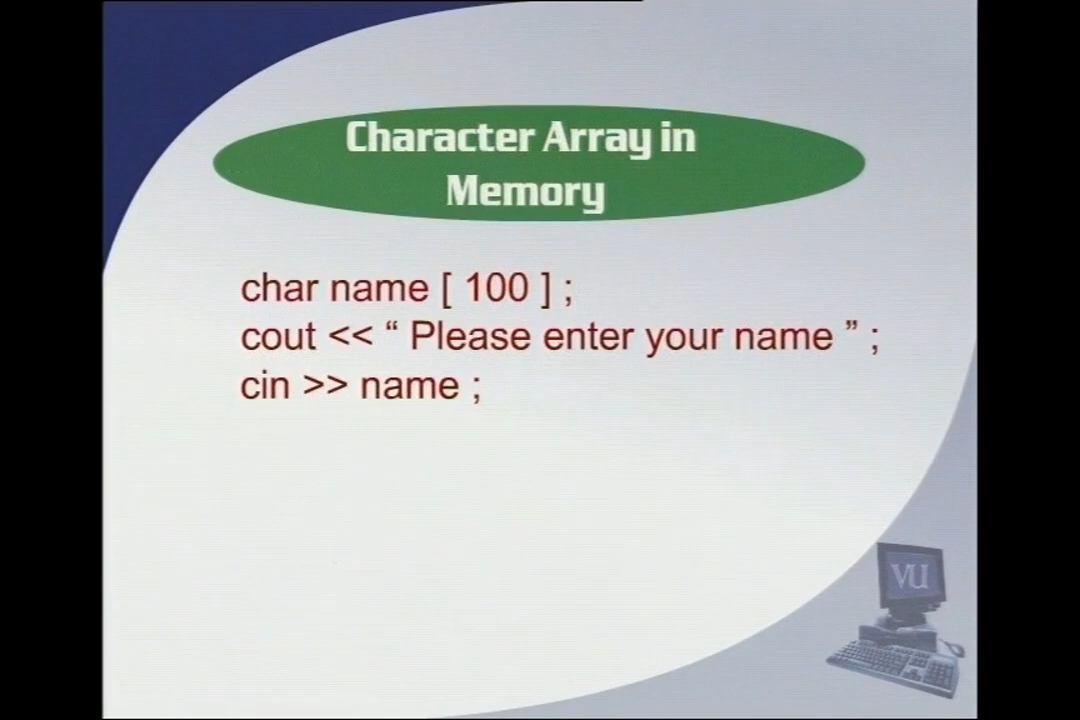 Character Array in
Memory
char name [ 100 ] ;
cout << “ Please enter your name ” ;
cin >> name ;
VU